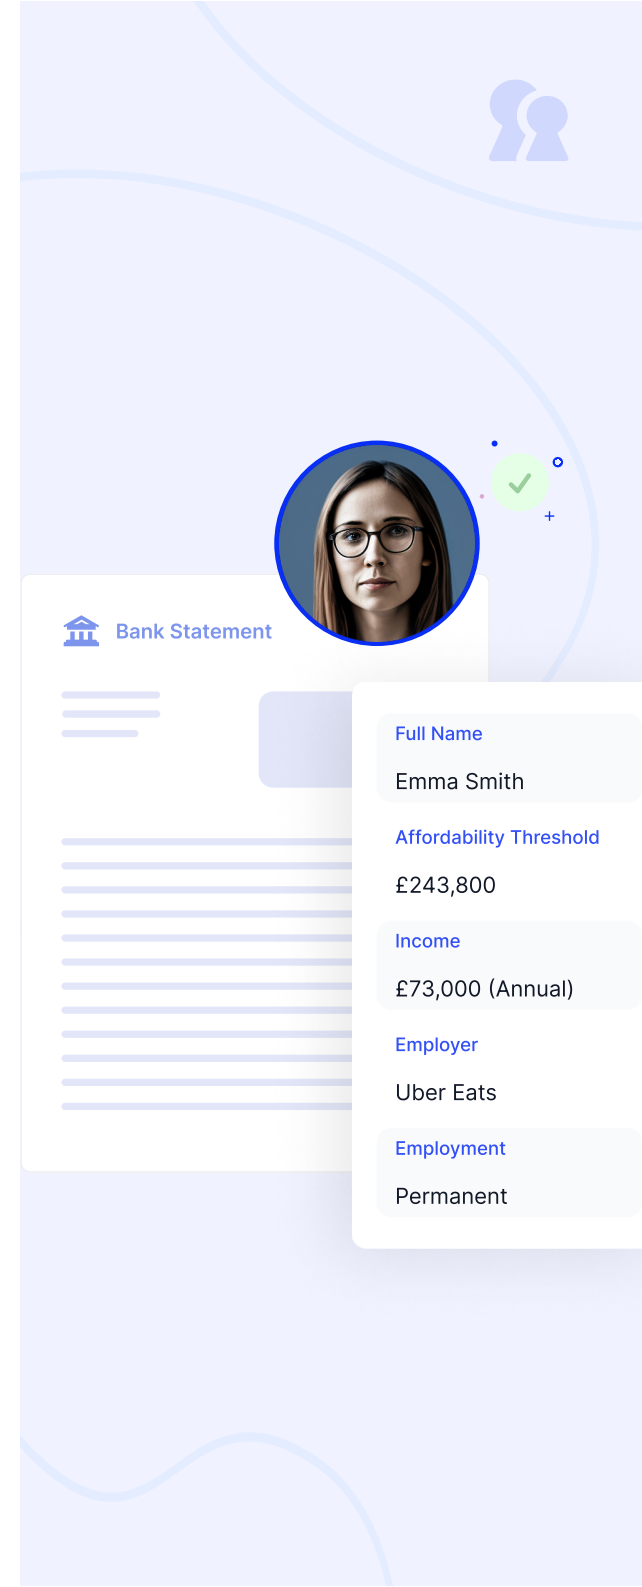 Bank Statement
Full Name
Emma Smith
Affordability Threshold
£243,800
Income
£73,000 (Annual)
Employer
Uber Eats
Employment
Permanent